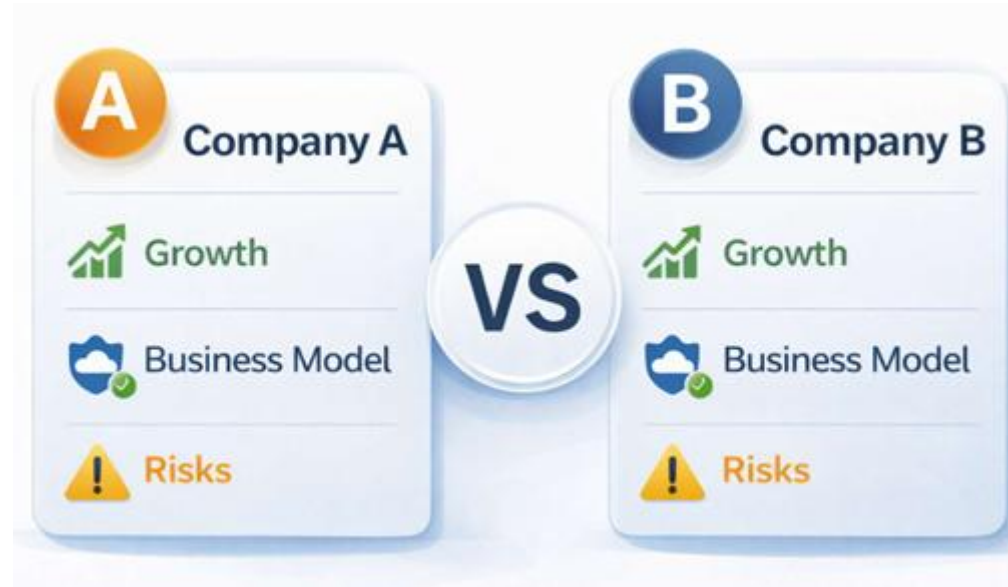 A
Company A
Growth
Business Model
Risks
VS
B
Company B
Growth
Business Model
Risks